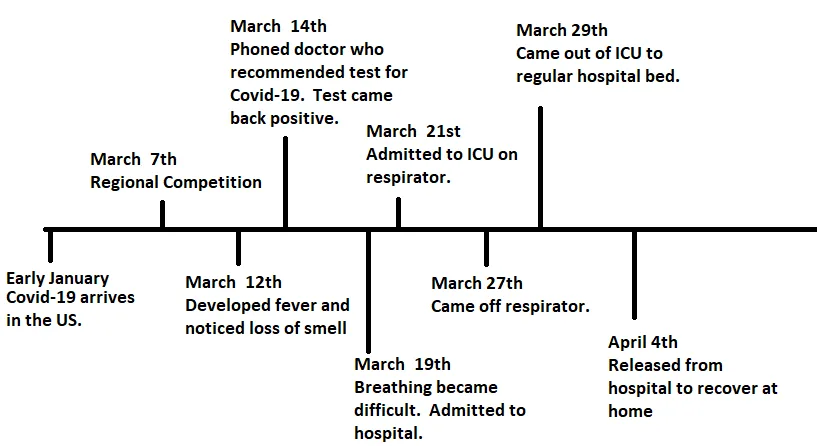 March 14th
Phoned doctor who
recommended test for
Covid-19. Test came
back positive.
March 29th
Came out of ICU to
regular hospital bed.
March 21st
Admitted to ICU on
respirator.
March 7th
Regional Competition
Early January
Covid-19 arrives
in the US.
March 12th
Developed fever and
noticed loss of smell
March 27th
Came off respirator.
March 19th
Breathing became
difficult. Admitted to
hospital.
April 4th
Released from
hospital to recover at
home